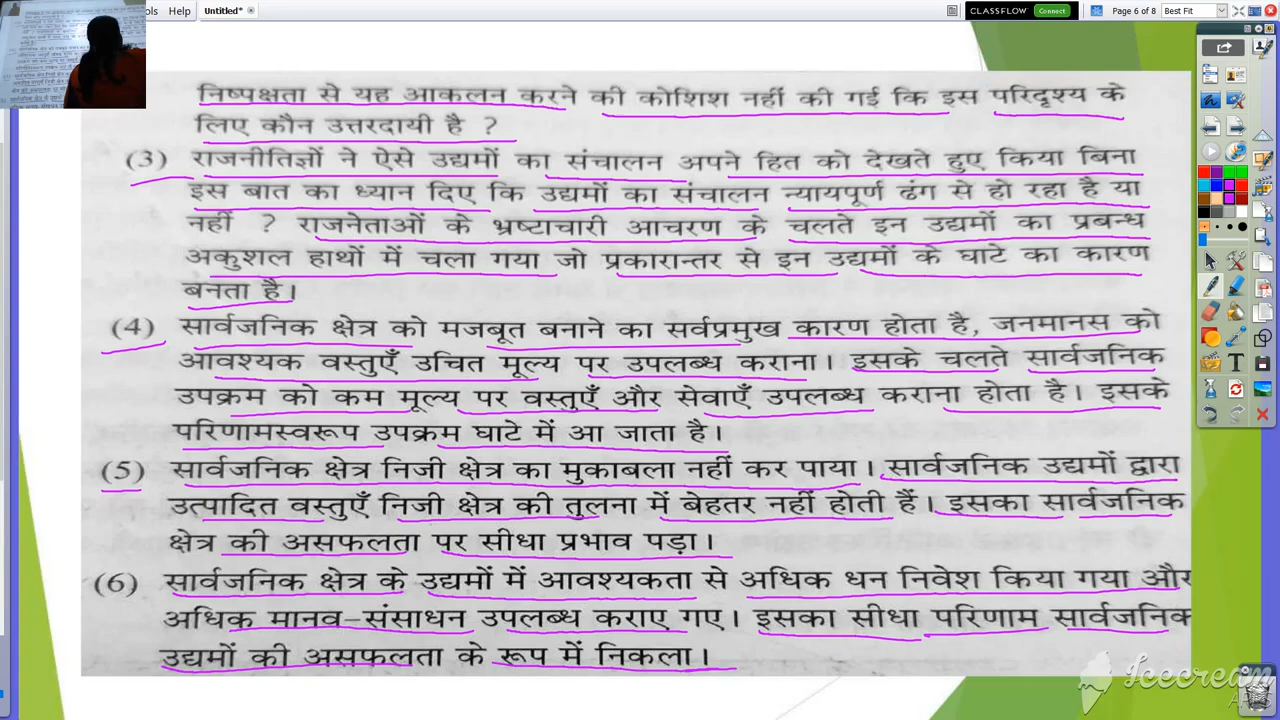 ols Help Untitled* CLASSFLOW Connect Page 6 of 8 Best Fit
निष्पक्षता से यह आकलन करने की कोशिश नहीं की गई कि इस परिदृश्य के
लिए कौन उत्तरदायी है ?
(3) राजनीतिज्ञों ने ऐसे उद्यमों का संचालन अपने हित को देखते हुए किया बिना
इस बात का ध्यान दिए कि उद्यमों का संचालन न्यायपूर्ण ढंग से हो रहा है या
नहीं ? राजनेताओं के भ्रष्टाचारी आचरण के चलते इन उद्यमों का प्रबन्ध
अकुशल हाथों में चला गया जो प्रकारान्तर से इन उद्यमों के घाटे का कारण
बनता है।
(4) सार्वजनिक क्षेत्र को मजबूत बनाने का सर्वप्रमुख कारण होता है, जनमानस को
आवश्यक वस्तुएँ उचित मूल्य पर उपलब्ध कराना। इसके चलते सार्वजनिक
उपक्रम को कम मूल्य पर वस्तुएँ और सेवाएँ उपलब्ध कराना होता है। इसके
परिणामस्वरूप उपक्रम घाटे में आ जाता है।
(5) सार्वजनिक क्षेत्र निजी क्षेत्र का मुकाबला नहीं कर पाया। सार्वजनिक उद्यमों द्वारा
उत्पादित वस्तुएँ निजी क्षेत्र की तुलना में बेहतर नहीं होती हैं। इसका सार्वजनिक
क्षेत्र की असफलता पर सीधा प्रभाव पड़ा।
(6) सार्वजनिक क्षेत्र के उद्यमों में आवश्यकता से अधिक धन निवेश किया गया और
अधिक मानव-संसाधन उपलब्ध कराए गए। इसका सीधा परिणाम सार्वजनिक
उद्यमों की असफलता के रूप में निकला।
Icecream
APPS